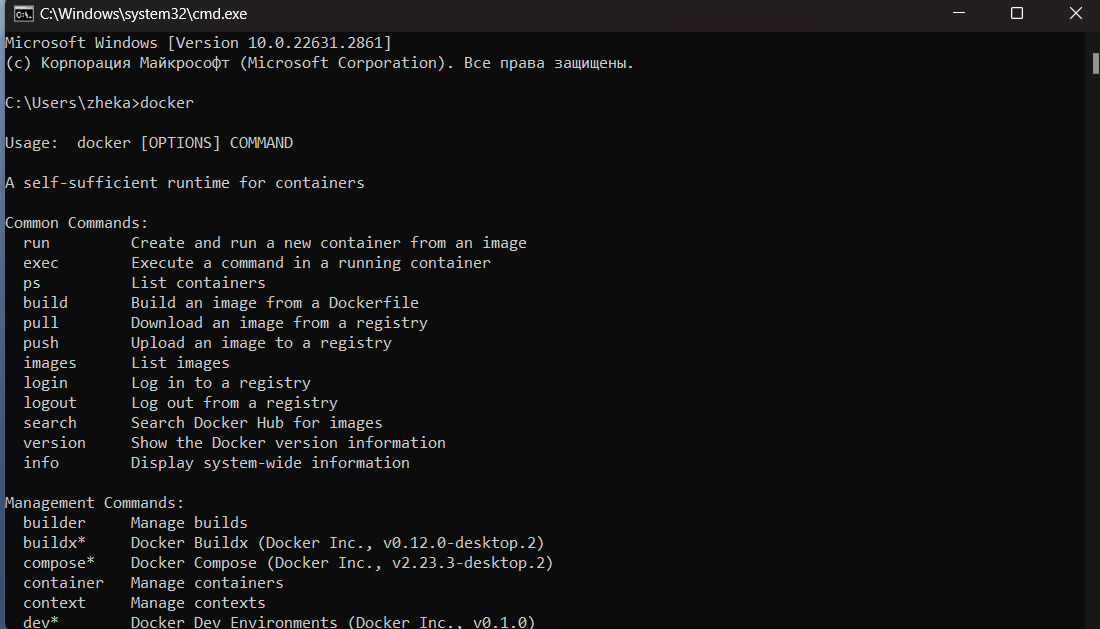 C:\Windows\system32\cmd.exe
Microsoft Windows [Version 10.0.22631.2861]
(c) Корпорация Майкрософт (Microsoft Corporation). Все права защищены.
C:\Users\zheka>docker
Usage:  docker [OPTIONS] COMMAND
A self-sufficient runtime for containers
Common Commands:
  run         Create and run a new container from an image
  exec        Execute a command in a running container
  ps          List containers
  build       Build an image from a Dockerfile
  pull        Download an image from a registry
  push        Upload an image to a registry
  images      List images
  login       Log in to a registry
  logout      Log out from a registry
  search      Search Docker Hub for images
  version     Show the Docker version information
  info        Display system-wide information
Management Commands:
  builder     Manage builds
  buildx*     Docker Buildx (Docker Inc., v0.12.0-desktop.2)
  compose*    Docker Compose (Docker Inc., v2.23.3-desktop.2)
  container   Manage containers
  context     Manage contexts
  dev*        Docker Dev Environments (Docker Inc., v0.1.0)